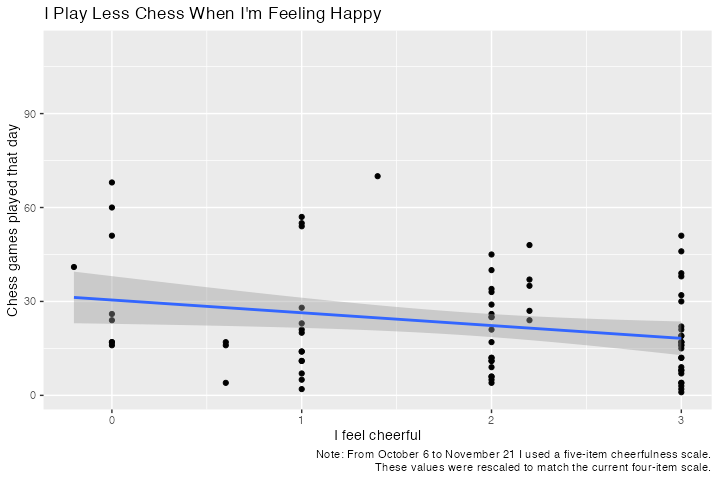 I Play Less Chess When I'm Feeling Happy
Chess games played that day
90
60
30
0
0
1
2
3
I feel cheerful
Note: From October 6 to November 21 I used a five-item cheerfulness scale.
These values were rescaled to match the current four-item scale.